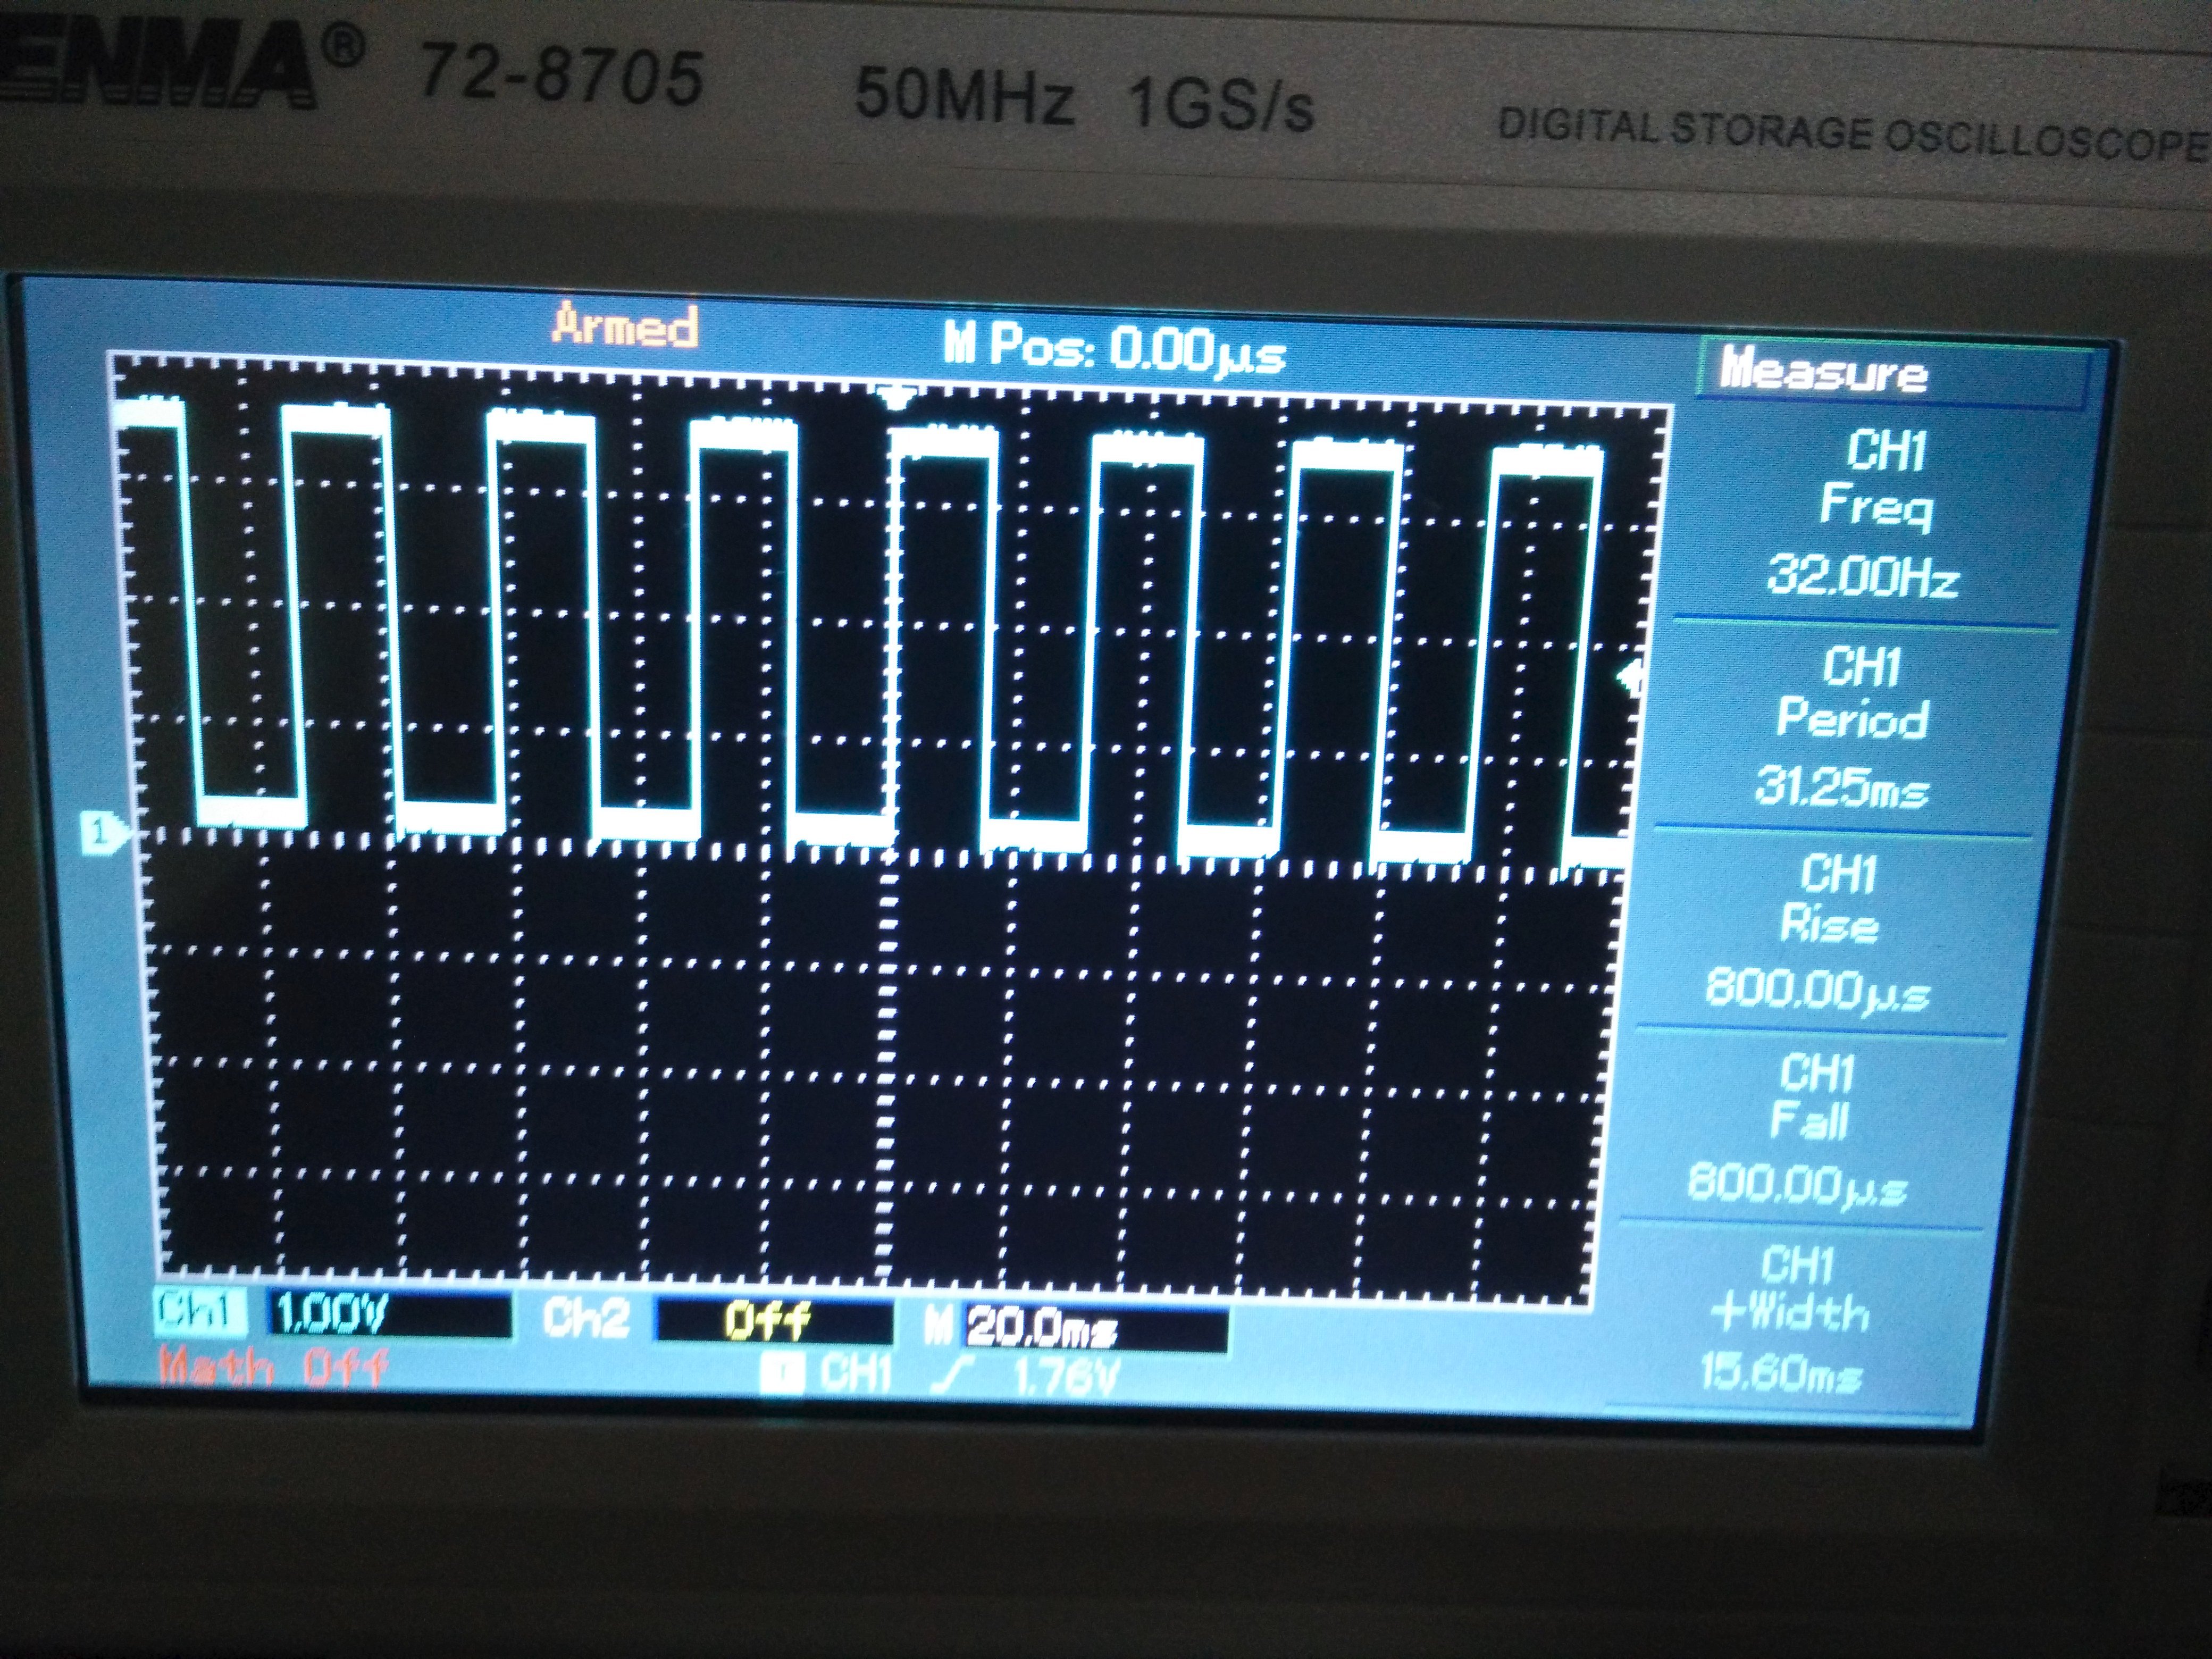 ENMA® 72-8705 50MHz 1GS/s DIGITAL STORAGE OSCILLOSCOPE
Armed M Pos: 0.00µs
Measure
CH1
Freq
32.00Hz
CH1
Period
31.25ms
CH1
Rise
800.00µs
CH1
Fall
800.00µs
CH1
+Width
15.60ms
1
Ch1 1.00V Ch2 Off M 20.0ms
Math Off CH1 1.76V